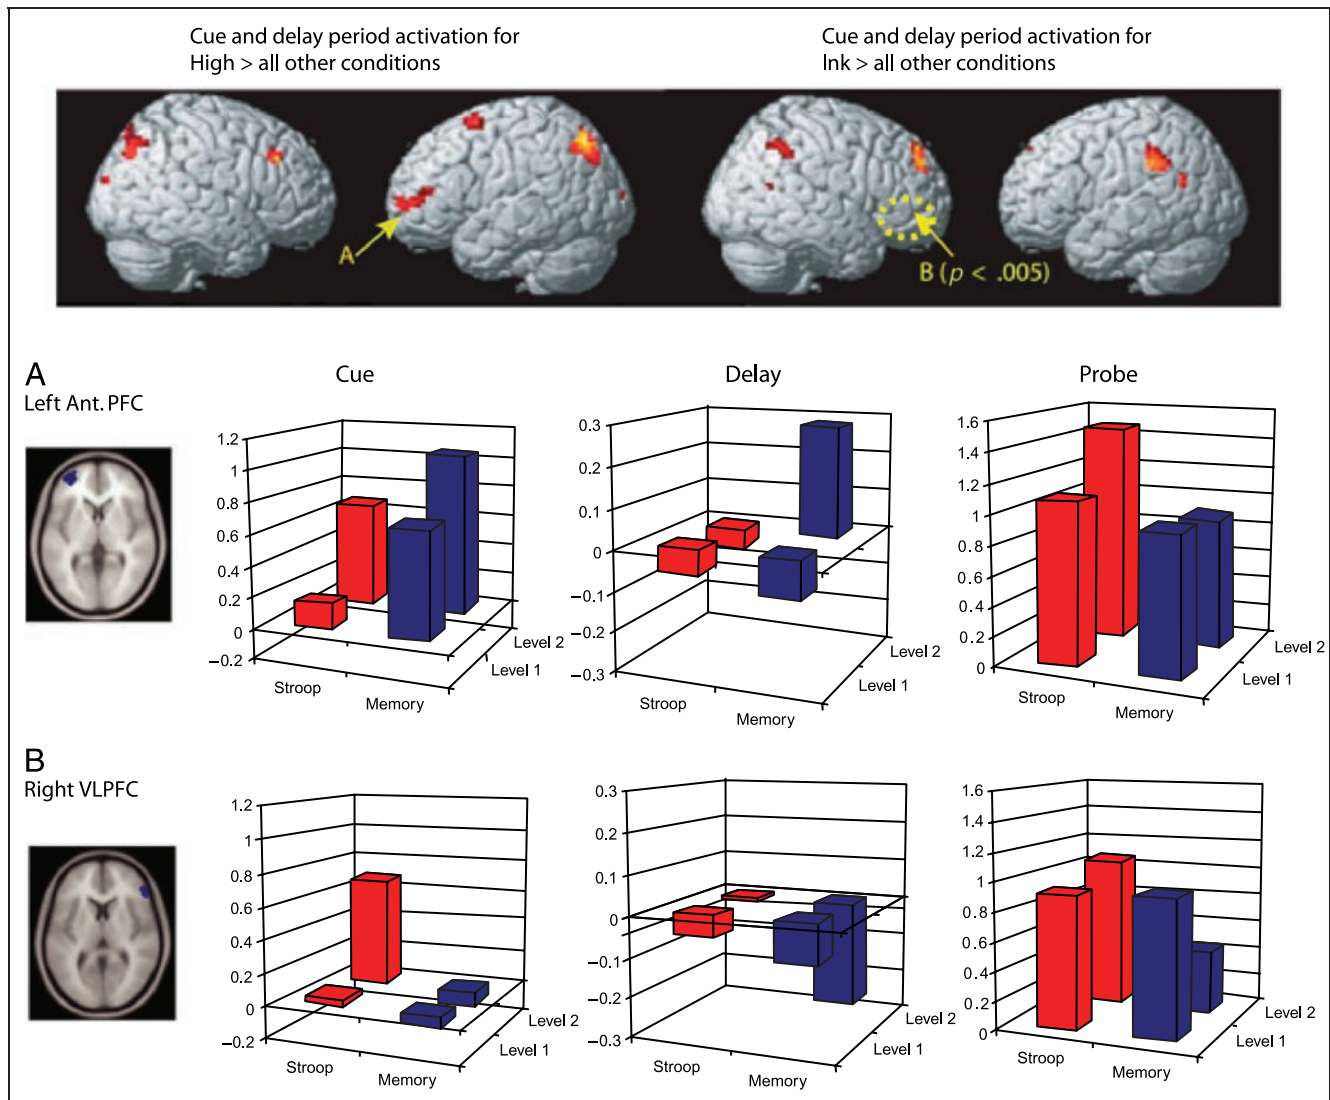 Cue and delay period activation for
High > all other conditions
Cue and delay period activation for
Ink > all other conditions
A
B (p < .005)
A
Left Ant. PFC
Cue
Delay
Probe
1.2
1
0.8
0.6
0.4
0.2
0
−0.2
Stroop
Memory
Level 1
Level 2
0.3
0.2
0.1
0
−0.1
−0.2
−0.3
Stroop
Memory
Level 1
Level 2
1.6
1.4
1.2
1
0.8
0.6
0.4
0.2
0
Stroop
Memory
Level 1
Level 2
B
Right VLPFC
1.2
1
0.8
0.6
0.4
0.2
0
−0.2
Stroop
Memory
Level 1
Level 2
0.3
0.2
0.1
0
−0.1
−0.2
−0.3
Stroop
Memory
Level 1
Level 2
1.6
1.4
1.2
1
0.8
0.6
0.4
0.2
0
Stroop
Memory
Level 1
Level 2